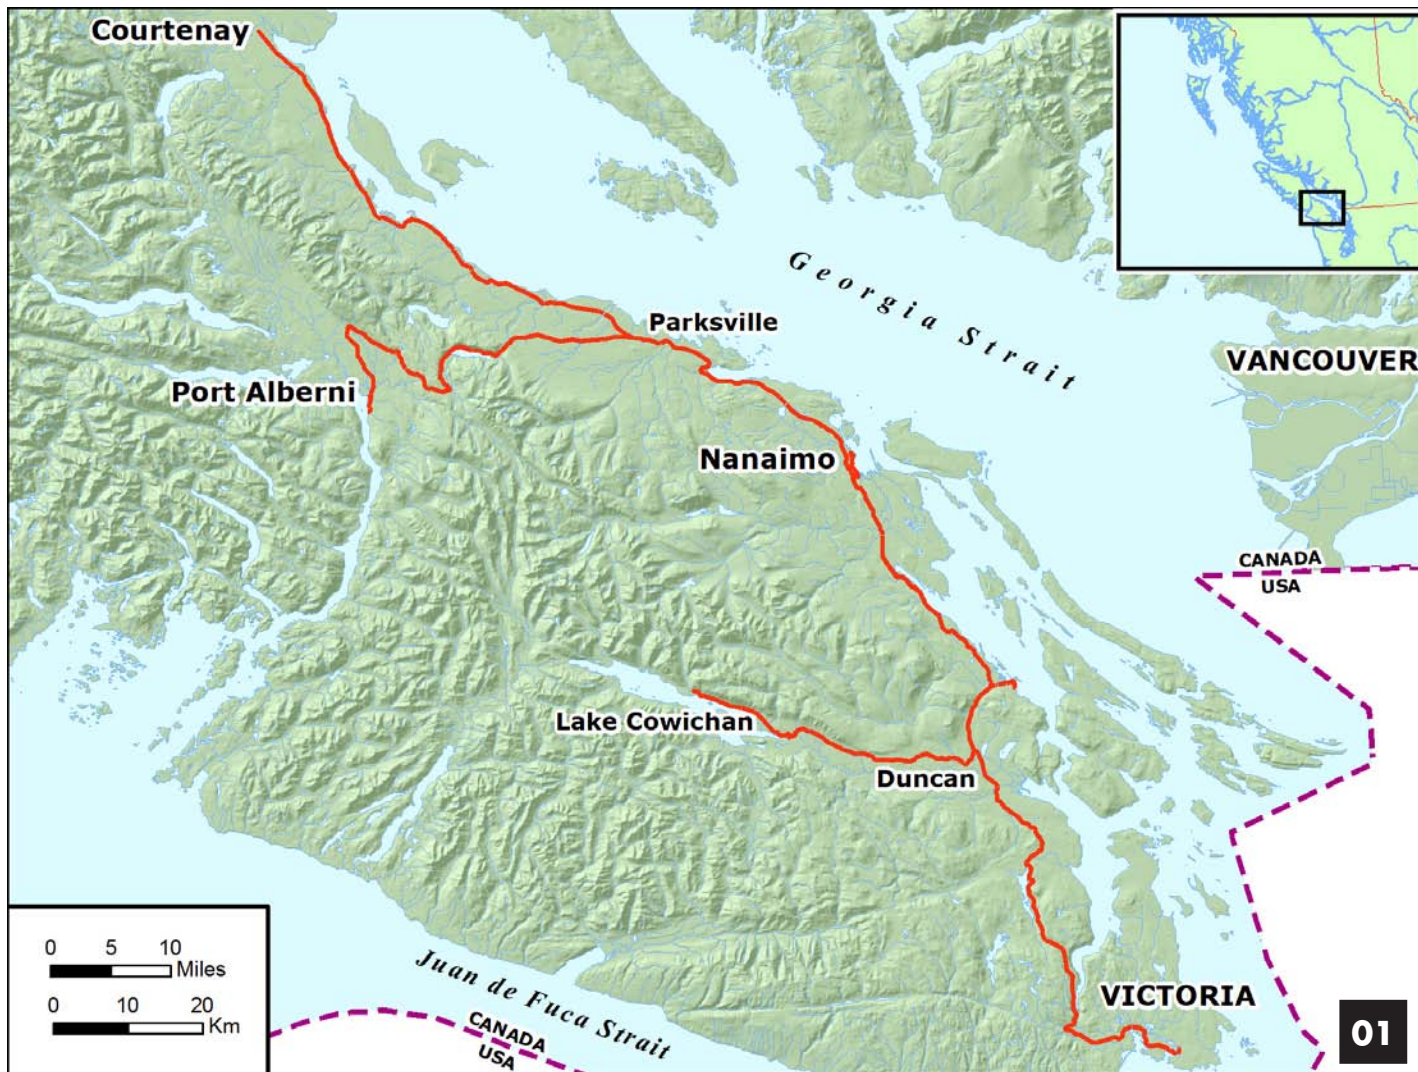 Courtenay
Georgia Strait
Parksville
VANCOUVER
Port Alberni
Nanaimo
CANADA
USA
Lake Cowichan
Duncan
0 5 10
Miles
0 10 20
Km
Juan de Fuca Strait
VICTORIA
CANADA
USA
01